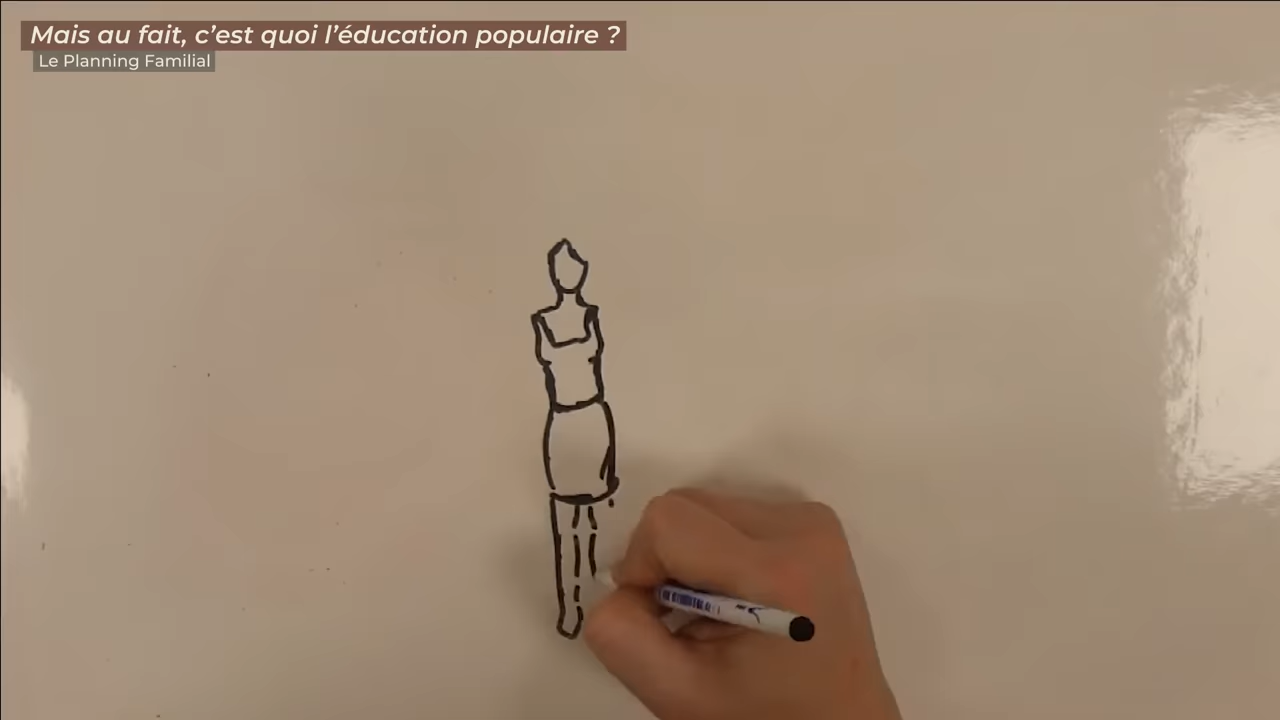 Mais au fait, c’est quoi l’éducation populaire ?
Le Planning Familial